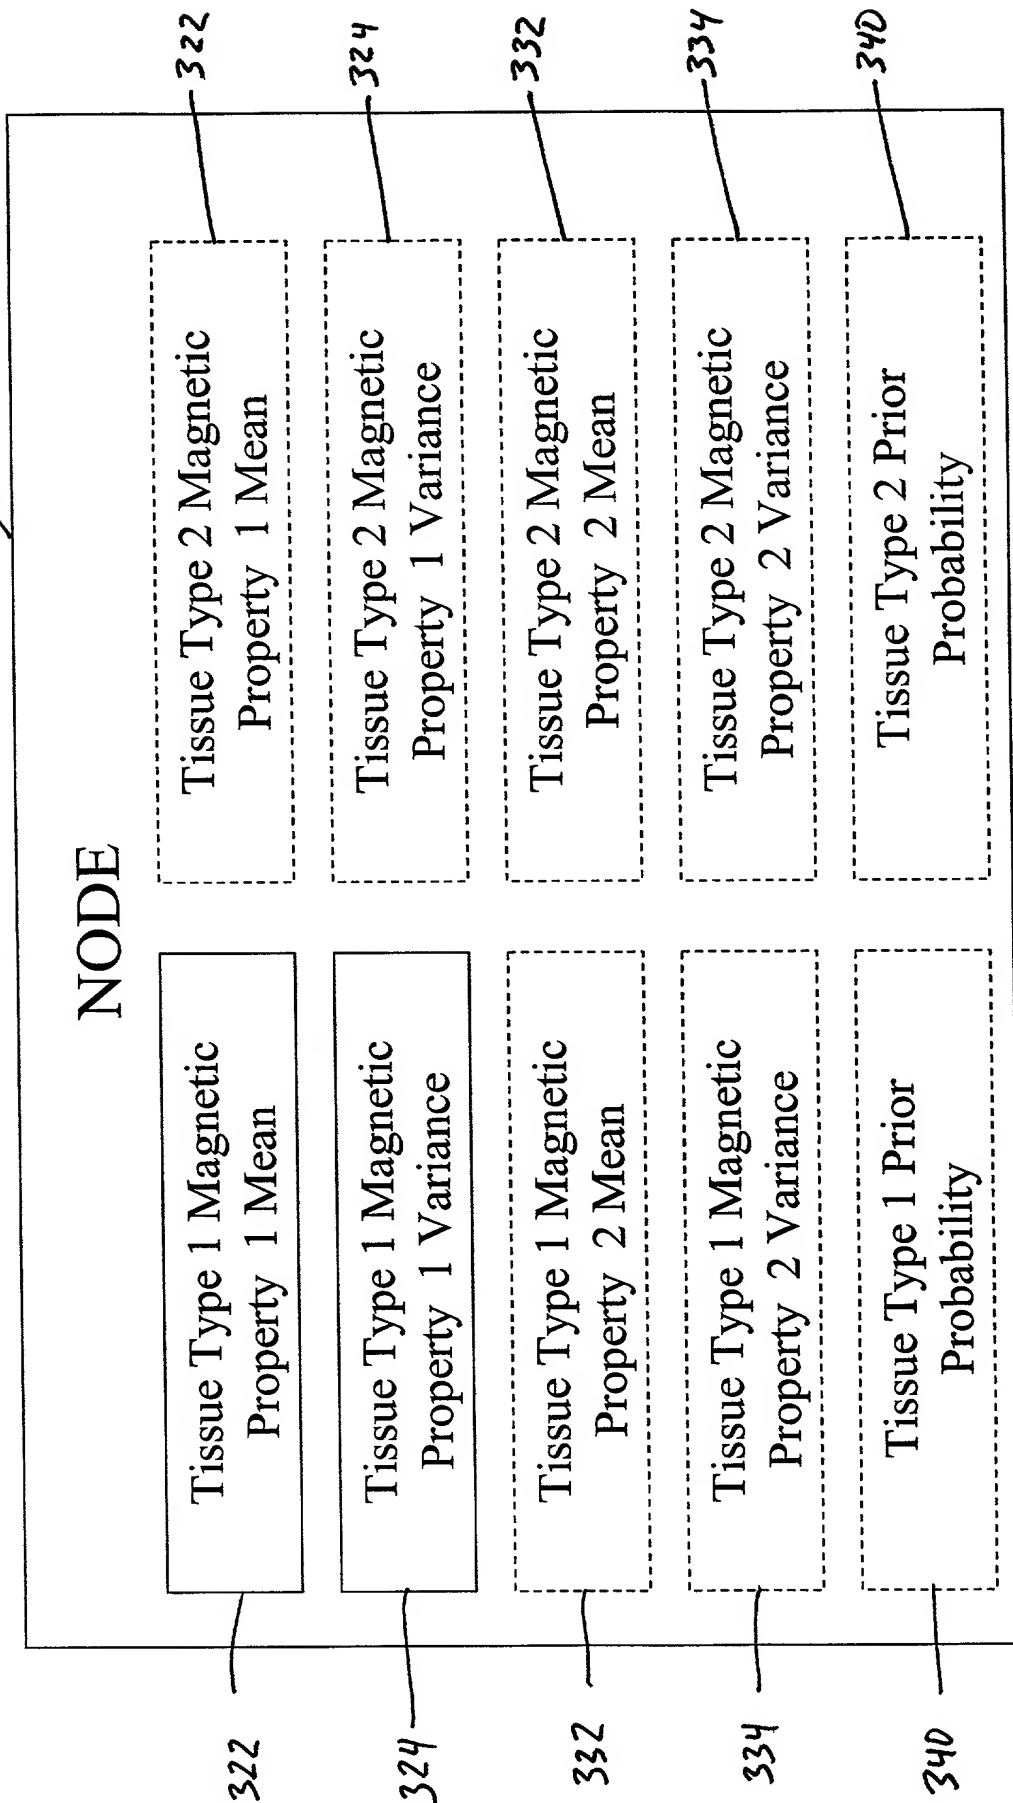 NODE
322
Tissue Type 1 Magnetic
Property 1 Mean
Tissue Type 2 Magnetic
Property 1 Mean
322
324
Tissue Type 1 Magnetic
Property 1 Variance
Tissue Type 2 Magnetic
Property 1 Variance
324
332
Tissue Type 1 Magnetic
Property 2 Mean
Tissue Type 2 Magnetic
Property 2 Mean
332
334
Tissue Type 1 Magnetic
Property 2 Variance
Tissue Type 2 Magnetic
Property 2 Variance
334
340
Tissue Type 1 Prior
Probability
Tissue Type 2 Prior
Probability
340